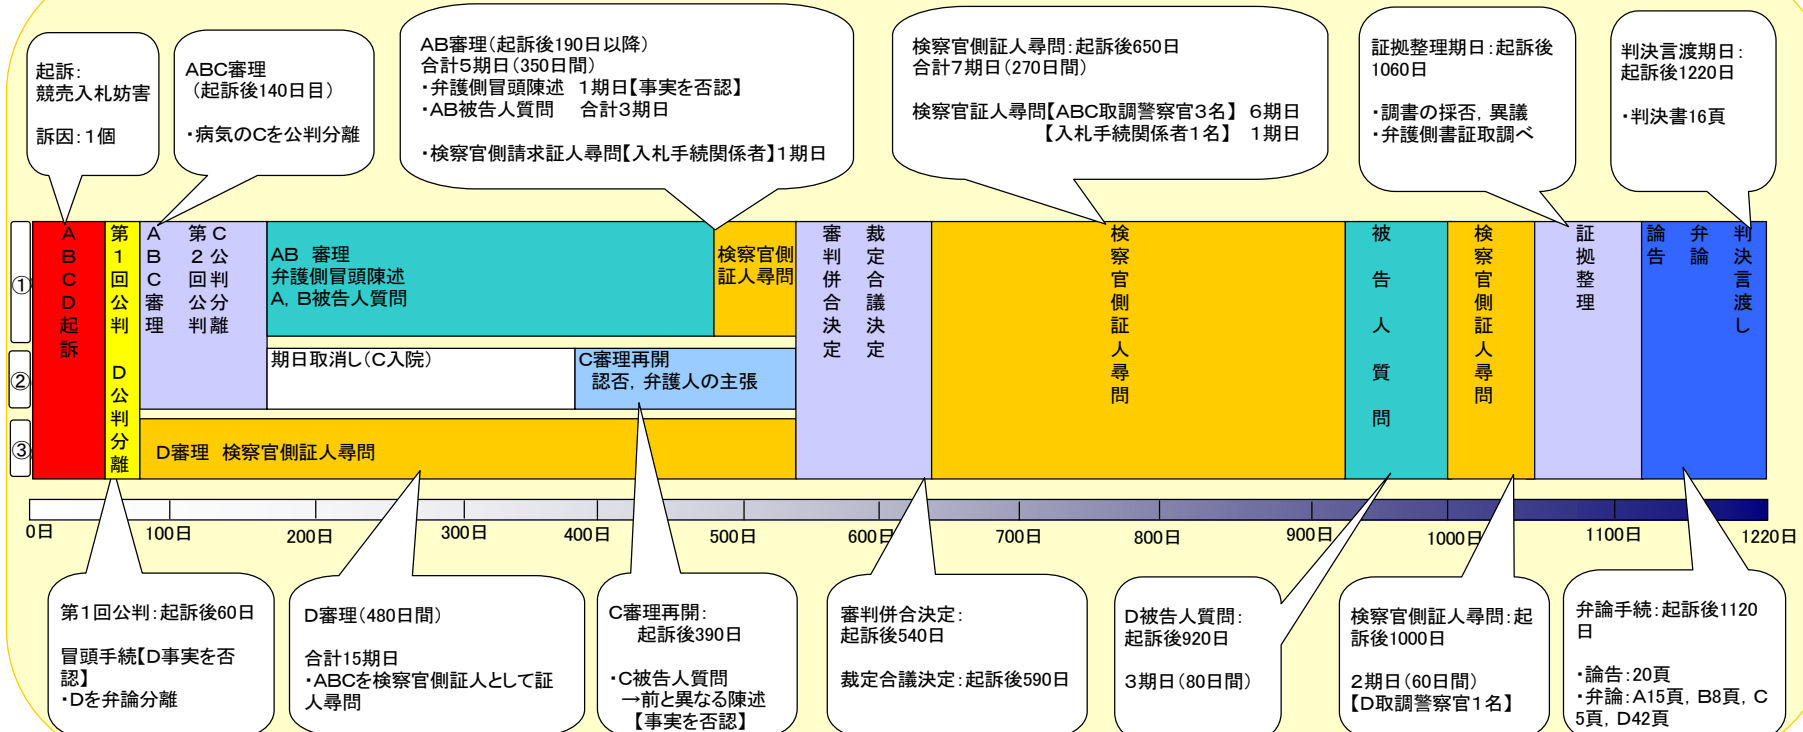 起訴：
競売入札妨害
訴因：１個
ABC審理
（起訴後140日目）
・病気のCを公判分離
AB審理（起訴後190日以降）
合計５期日（350日間）
・弁護側冒頭陳述　１期日【事実を否認】
・AB被告人質問　合計３期日
・検察官側請求証人尋問【入札手続関係者】１期日
検察官側証人尋問：起訴後650日
合計７期日（270日間）
検察官証人尋問【ABC取調警察官３名】　６期日
【入札手続関係者１名】　１期日
証拠整理期日：起訴後
1060日
・調書の採否，異議
・弁護側書証取調べ
判決言渡期日：
起訴後1220日
・判決書16頁
①
②
③
ABCD起訴
第１回公判　D公判分離
ABC審理
第２回公判
C公判分離
AB　審理
弁護側冒頭陳述
A，B被告人質問
検察官側
証人尋問
期日取消し（C入院）
C審理再開
認否，弁護人の主張
D審理　検察官側証人尋問
審判併合決定
裁定合議決定
検察官側証人尋問
被告人質問
検察官側証人尋問
証拠整理
論告
弁論
判決言渡し
0日
100日
200日
300日
400日
500日
600日
700日
800日
900日
1000日
1100日
1220日
第１回公判：起訴後60日
冒頭手続【D事実を否
認】
・Dを弁論分離
D審理（480日間）
合計15期日
・ABCを検察官側証人として証
人尋問
C審理再開：
起訴後390日
・C被告人質問
→前と異なる陳述
【事実を否認】
審判併合決定：
起訴後540日
裁定合議決定：起訴後590日
D被告人質問：
起訴後920日
３期日（80日間）
検察官側証人尋問：起
訴後1000日
２期日（60日間）
【D取調警察官１名】
弁論手続：起訴後1120
日
・論告：20頁
・弁論：A15頁，B8頁，C
5頁，D42頁